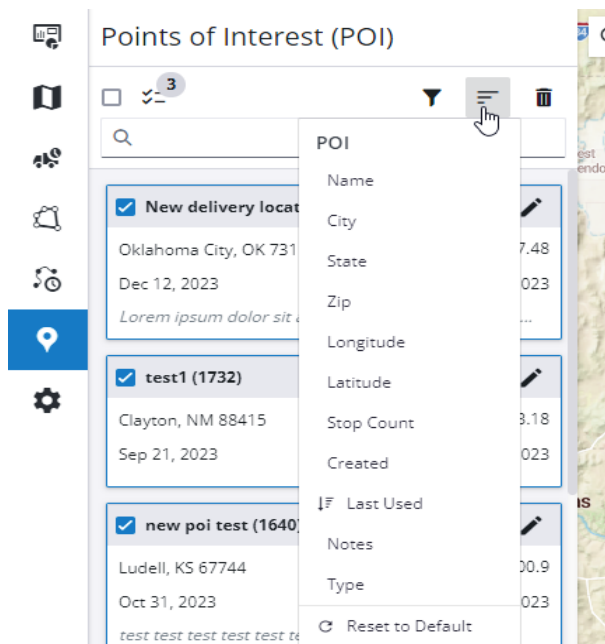 Points of Interest (POI)
3
POI
Name
City
State
Zip
Longitude
Latitude
Stop Count
Created
Last Used
Notes
Type
Reset to Default
New delivery locat
Oklahoma City, OK 731
7.48
Dec 12, 2023
023
Lorem ipsum dolor sit
...
test1 (1732)
Clayton, NM 88415
3.18
Sep 21, 2023
023
new poi test (1640)
Ludell, KS 67744
00.9
Oct 31, 2023
023
test test test test test te
est
endo